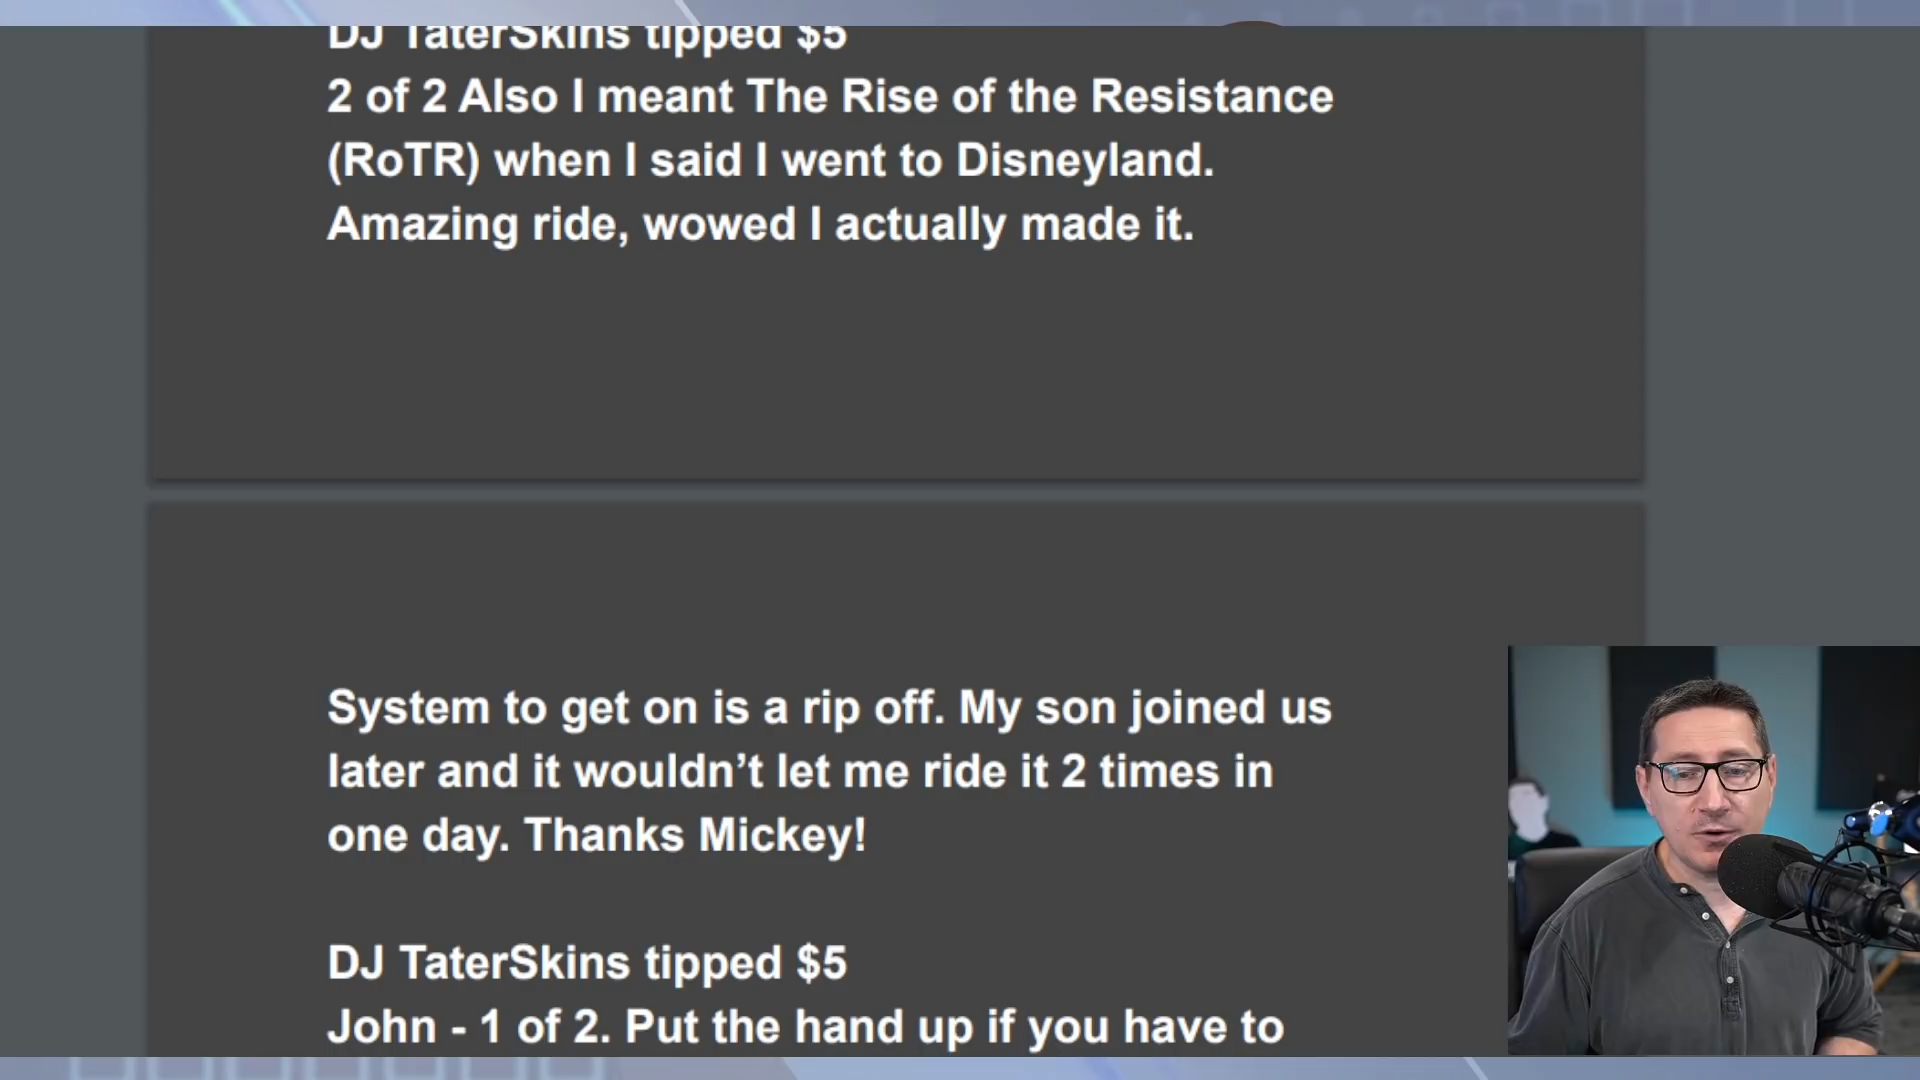 DJ TaterSkins tipped $5
2 of 2 Also I meant The Rise of the Resistance
(RoTR) when I said I went to Disneyland.
Amazing ride, wowed I actually made it.
System to get on is a rip off. My son joined us
later and it wouldn’t let me ride it 2 times in
one day. Thanks Mickey!
DJ TaterSkins tipped $5
John - 1 of 2. Put the hand up if you have to